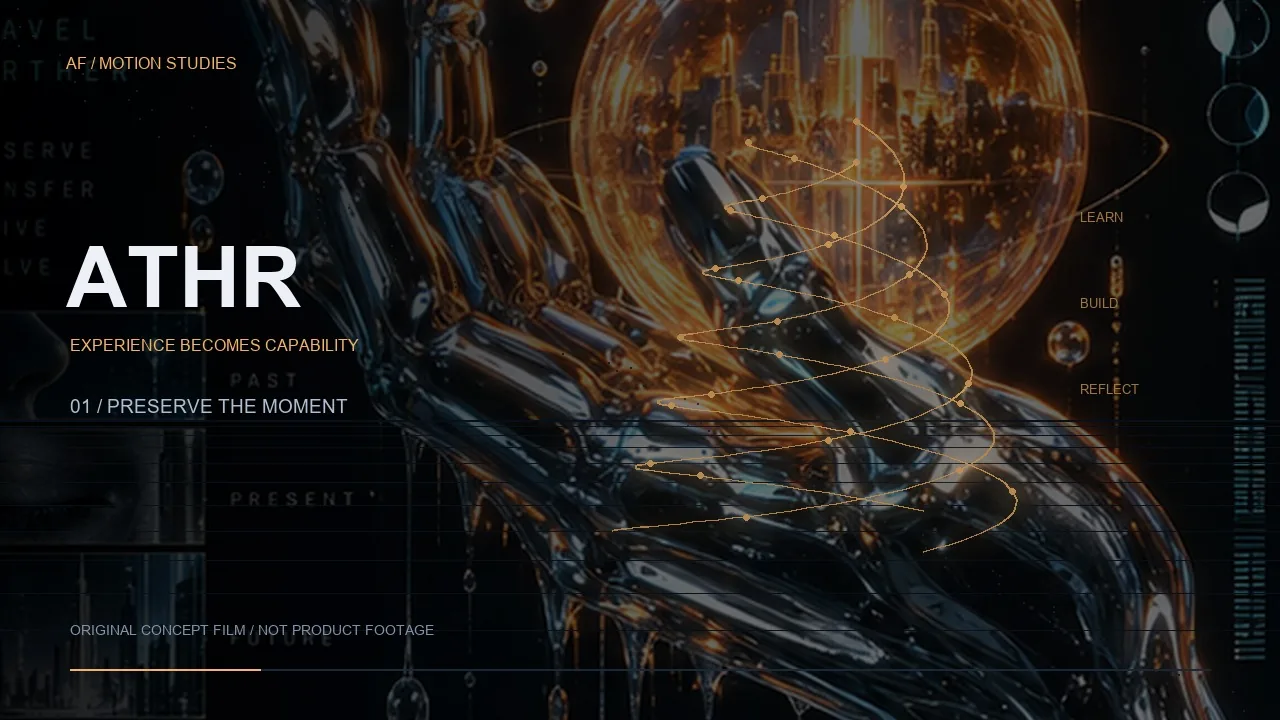 AF / MOTION STUDIES
ATHR
EXPERIENCE BECOMES CAPABILITY
01 / PRESERVE THE MOMENT
LEARN
BUILD
REFLECT
PAST
PRESENT
FUTURE
ORIGINAL CONCEPT FILM / NOT PRODUCT FOOTAGE